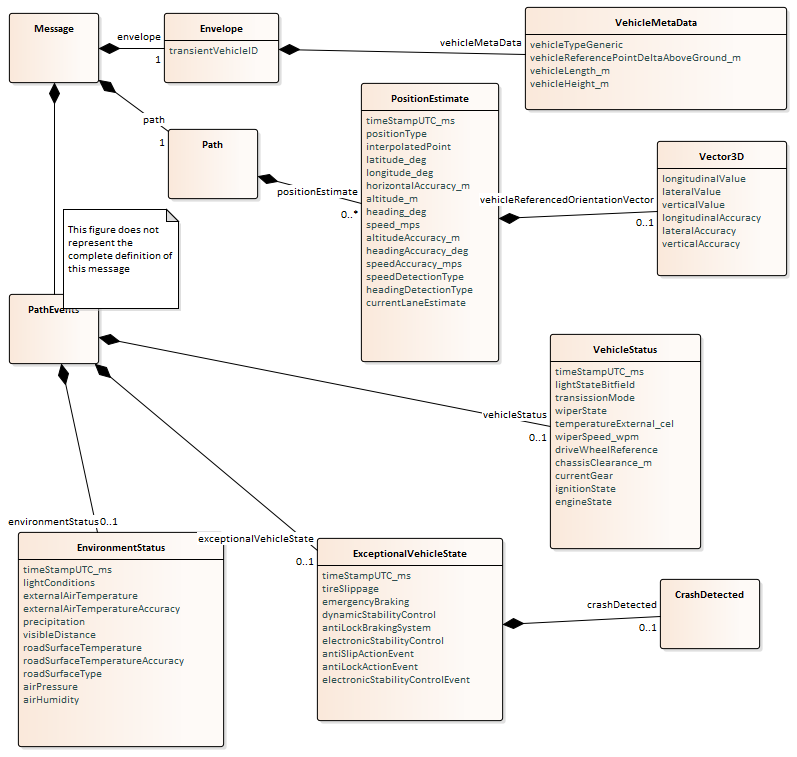 Message
envelope
1
Envelope
transientVehicleID
vehicleMetaData
VehicleMetaData
vehicleTypeGeneric
vehicleReferencePointDeltaAboveGround_m
vehicleLength_m
vehicleHeight_m
path
1
Path
positionEstimate
0..*
PositionEstimate
timeStampUTC_ms
positionType
interpolatedPoint
latitude_deg
longitude_deg
horizontalAccuracy_m
altitude_m
heading_deg
speed_mps
altitudeAccuracy_m
headingAccuracy_deg
speedAccuracy_mps
speedDetectionType
headingDetectionType
currentLaneEstimate
vehicleReferencedOrientationVector
0..1
Vector3D
longitudinalValue
lateralValue
verticalValue
longitudinalAccuracy
lateralAccuracy
verticalAccuracy
This figure does not
represent the
complete definition of
this message
PathEvents
vehicleStatus
0..1
VehicleStatus
timeStampUTC_ms
lightStateBitfield
transissionMode
wiperState
temperatureExternal_cel
wiperSpeed_wpm
driveWheelReference
chassisClearance_m
currentGear
ignitionState
engineState
environmentStatus 0..1
EnvironmentStatus
timeStampUTC_ms
lightConditions
externalAirTemperature
externalAirTemperatureAccuracy
precipitation
visibleDistance
roadSurfaceTemperature
roadSurfaceTemperatureAccuracy
roadSurfaceType
airPressure
airHumidity
exceptionalVehicleState
0..1
ExceptionalVehicleState
timeStampUTC_ms
tireSlippage
emergencyBraking
dynamicStabilityControl
antiLockBrakingSystem
electronicStabilityControl
antiSlipActionEvent
antiLockActionEvent
electronicStabilityControlEvent
crashDetected
0..1
CrashDetected